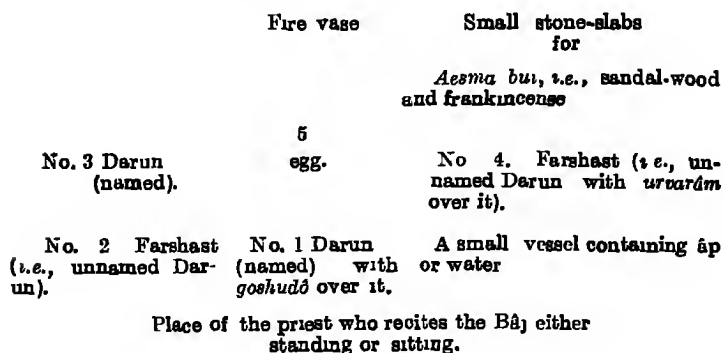 Fire vase Small stone-slabs
for
Aesma bui, i.e., sandal-wood
and frankincense
5
No. 3 Darun egg. No 4. Farshast (i e., un-
(named). named Darun with urvarâm
over it).
No. 2 Farshast No. 1 Darun A small vessel containing âp
(i.e., unnamed Dar- (named) with or water
un). goshudô over it.
Place of the priest who recites the Bâj either
standing or sitting.